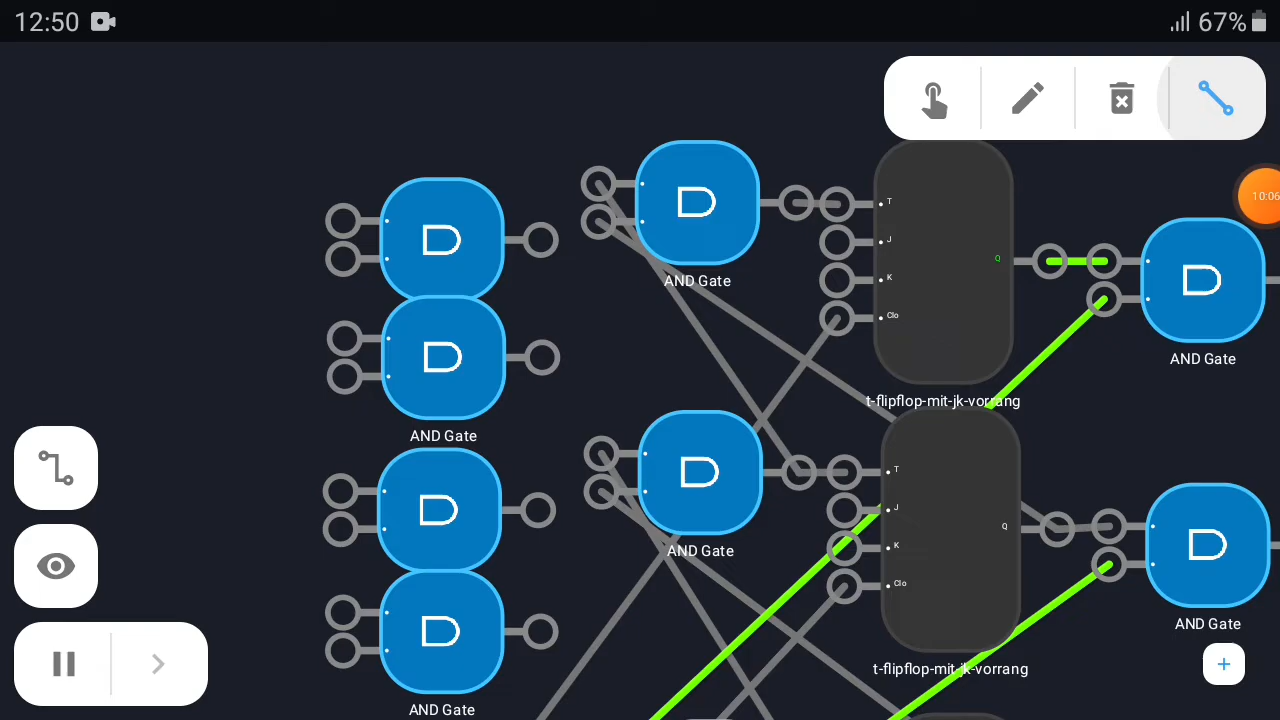 12:50
67%
10:06
T
J
K
Clo
Q
AND Gate
AND Gate
t-flipflop-mit-jk-vorrang
AND Gate
T
J
K
Clo
Q
AND Gate
AND Gate
t-flipflop-mit-jk-vorrang
AND Gate